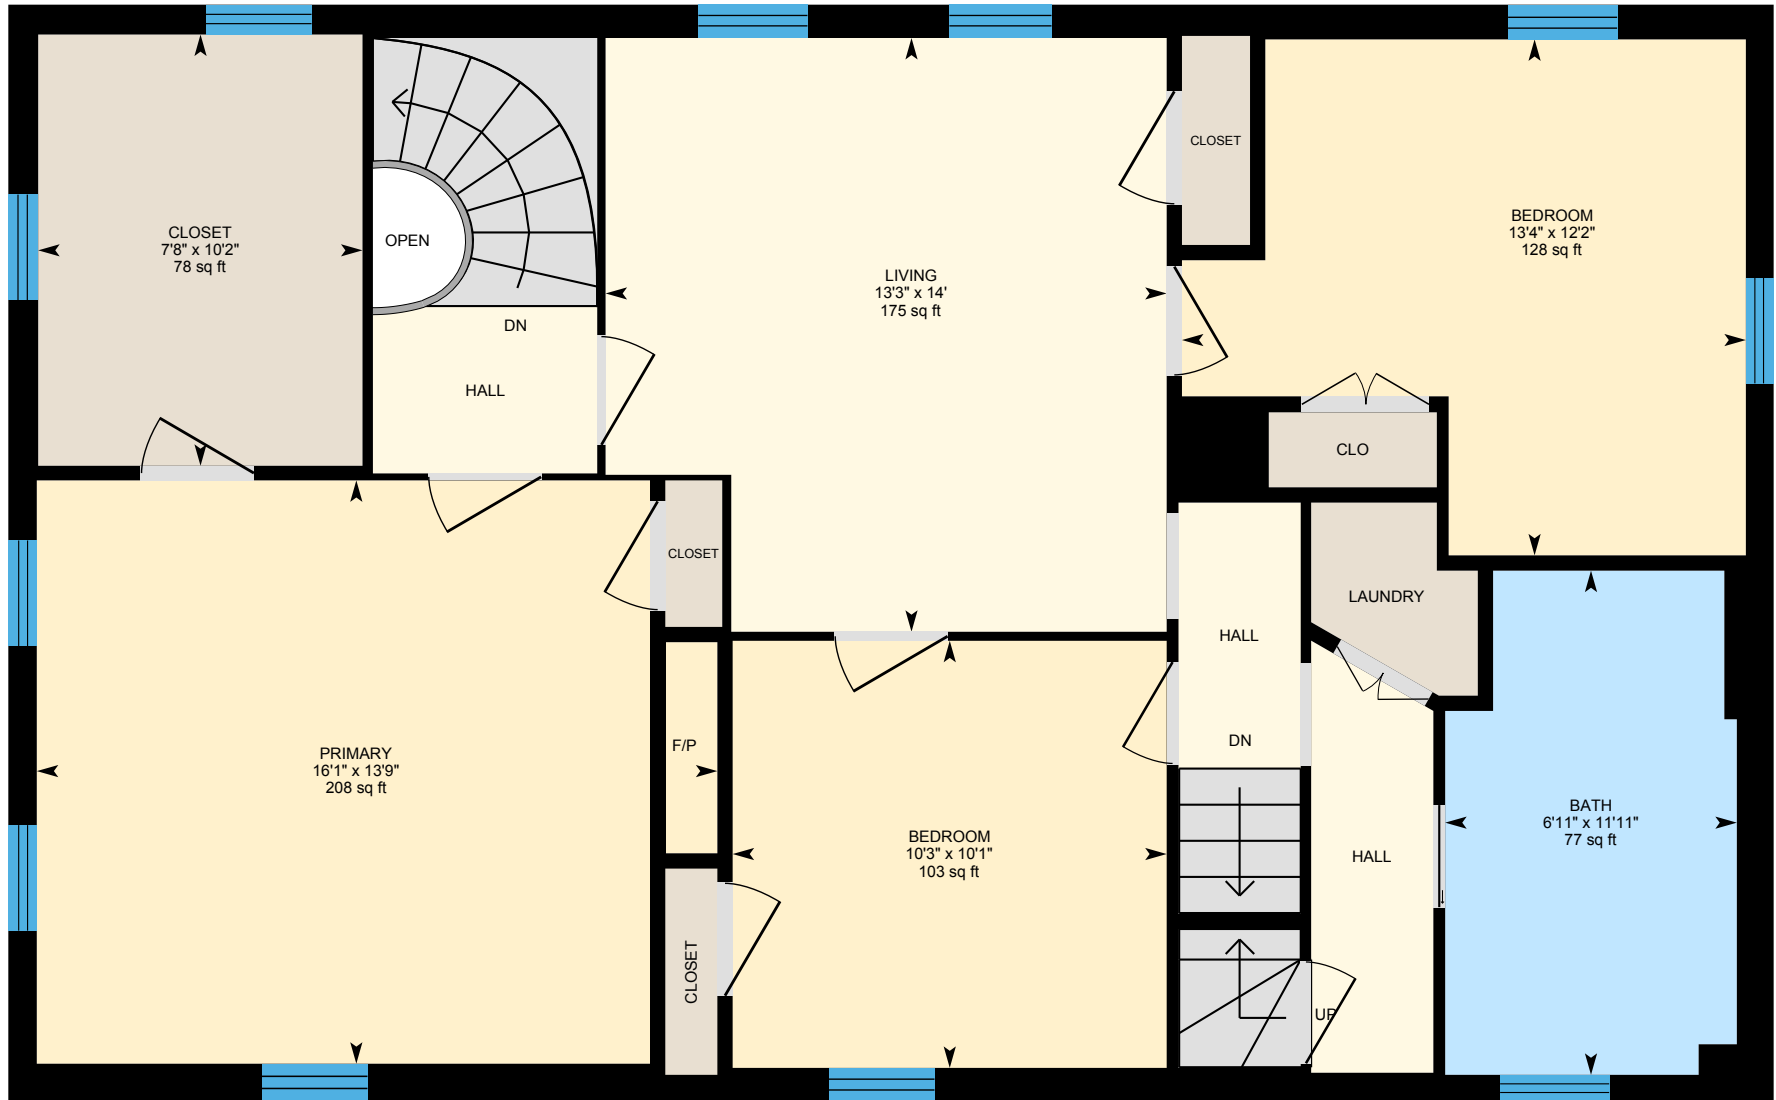 CLOSET
7'8" x 10'2"
78 sq ft
OPEN
DN
HALL
LIVING
13'3" x 14'
175 sq ft
CLOSET
BEDROOM
13'4" x 12'2"
128 sq ft
CLO
CLOSET
LAUNDRY
HALL
DN
PRIMARY
16'1" x 13'9"
208 sq ft
F/P
BEDROOM
10'3" x 10'1"
103 sq ft
CLOSET
HALL
UP
BATH
6'11" x 11'11"
77 sq ft